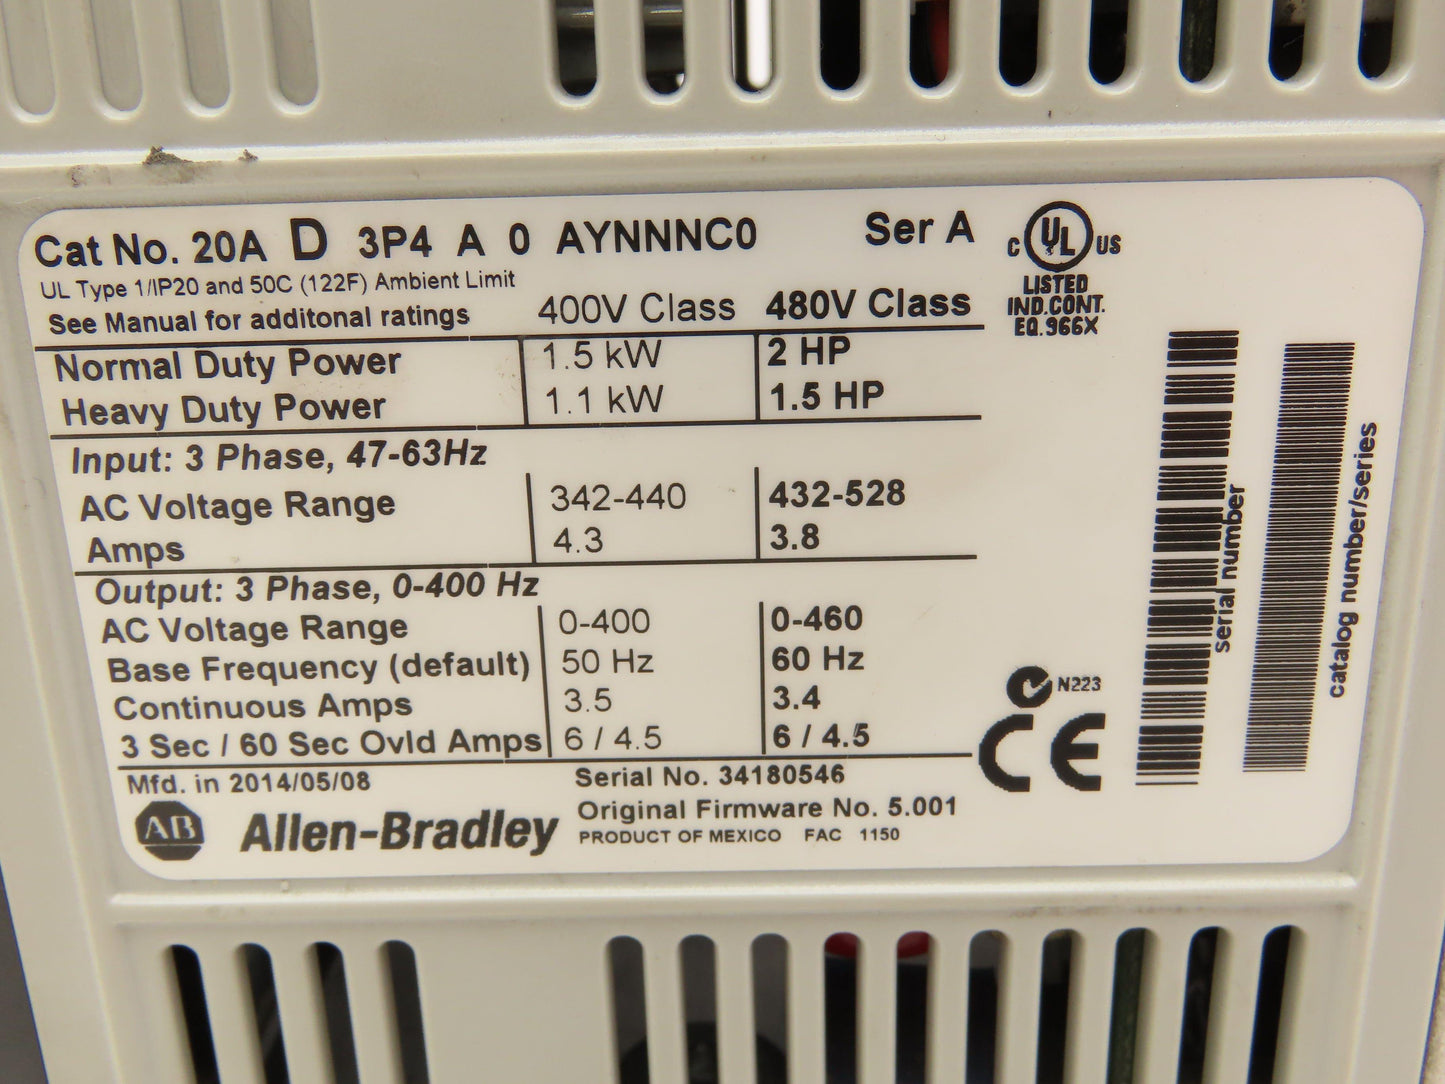 Cat No. 20A D 3P4 A 0 AYNNNC0 Ser A
UL Type 1/IP20 and 50C (122F) Ambient Limit
See Manual for additonal ratings 400V Class 480V Class
Normal Duty Power 1.5 kW 2 HP
Heavy Duty Power 1.1 kW 1.5 HP
Input: 3 Phase, 47-63Hz
AC Voltage Range 342-440 432-528
Amps 4.3 3.8
Output: 3 Phase, 0-400 Hz
AC Voltage Range 0-400 0-460
Base Frequency (default) 50 Hz 60 Hz
Continuous Amps 3.5 3.4
3 Sec / 60 Sec Ovld Amps 6 / 4.5 6 / 4.5
Mfd. in 2014/05/08 Serial No. 34180546
Original Firmware No. 5.001
AB Allen-Bradley
PRODUCT OF MEXICO FAC 1150
C UL US
LISTED
IND.CONT.
EQ.966X
N223
CE
serial number
catalog number/series